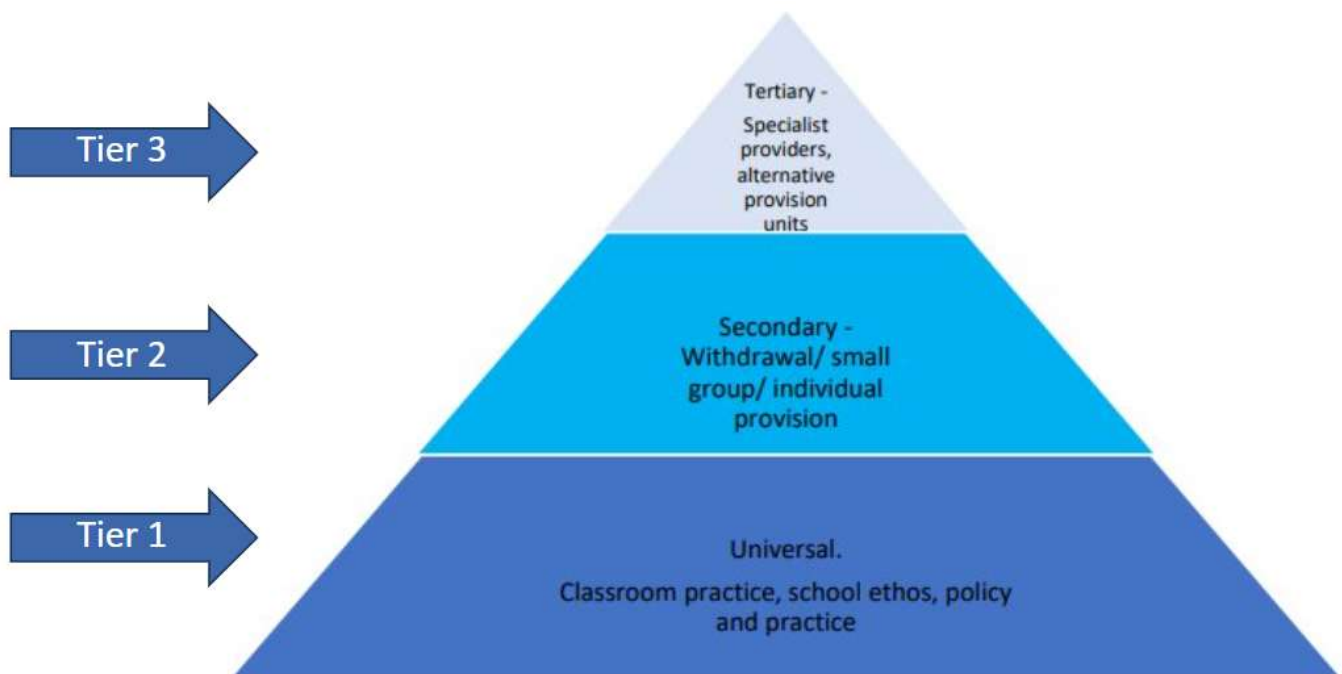 Tier 3
Tertiary -
Specialist
providers,
alternative
provision
units
Tier 2
Secondary -
Withdrawal/ small
group/ individual
provision
Tier 1
Universal.
Classroom practice, school ethos, policy
and practice